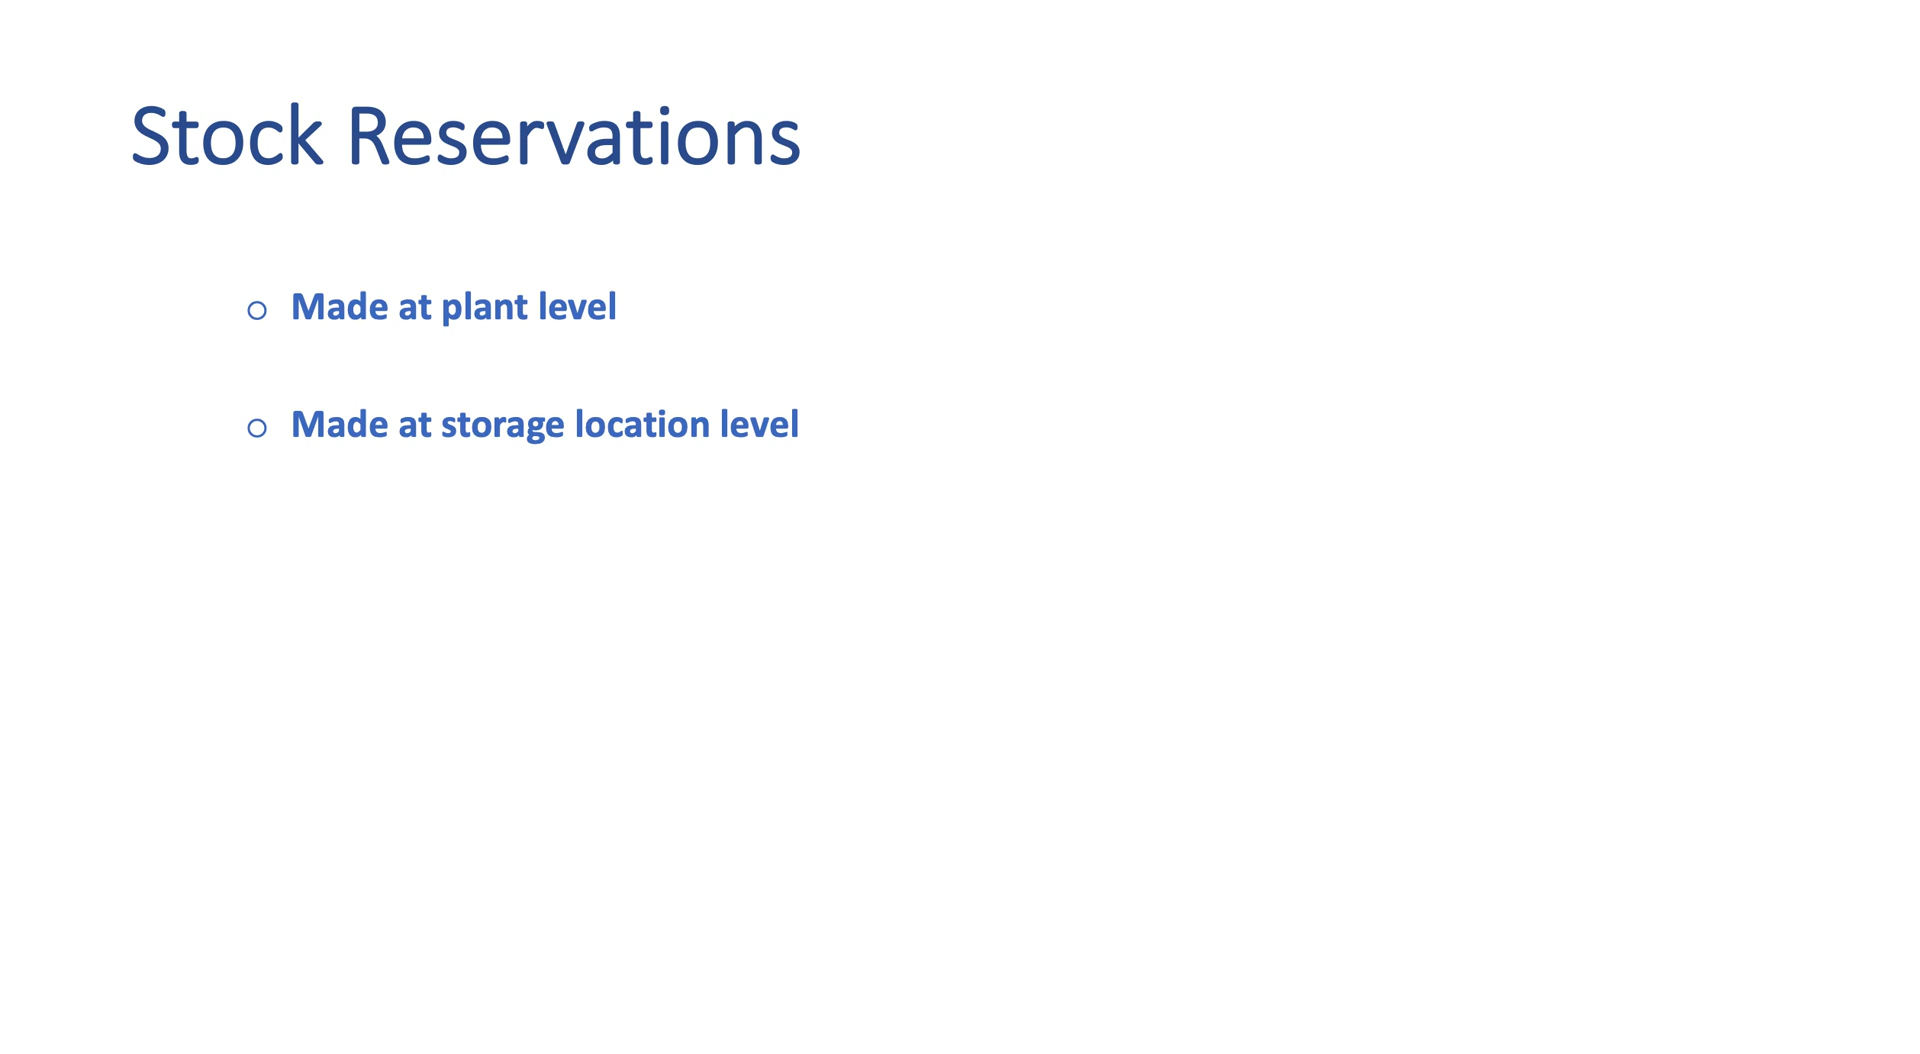 Stock Reservations
○ Made at plant level
○ Made at storage location level